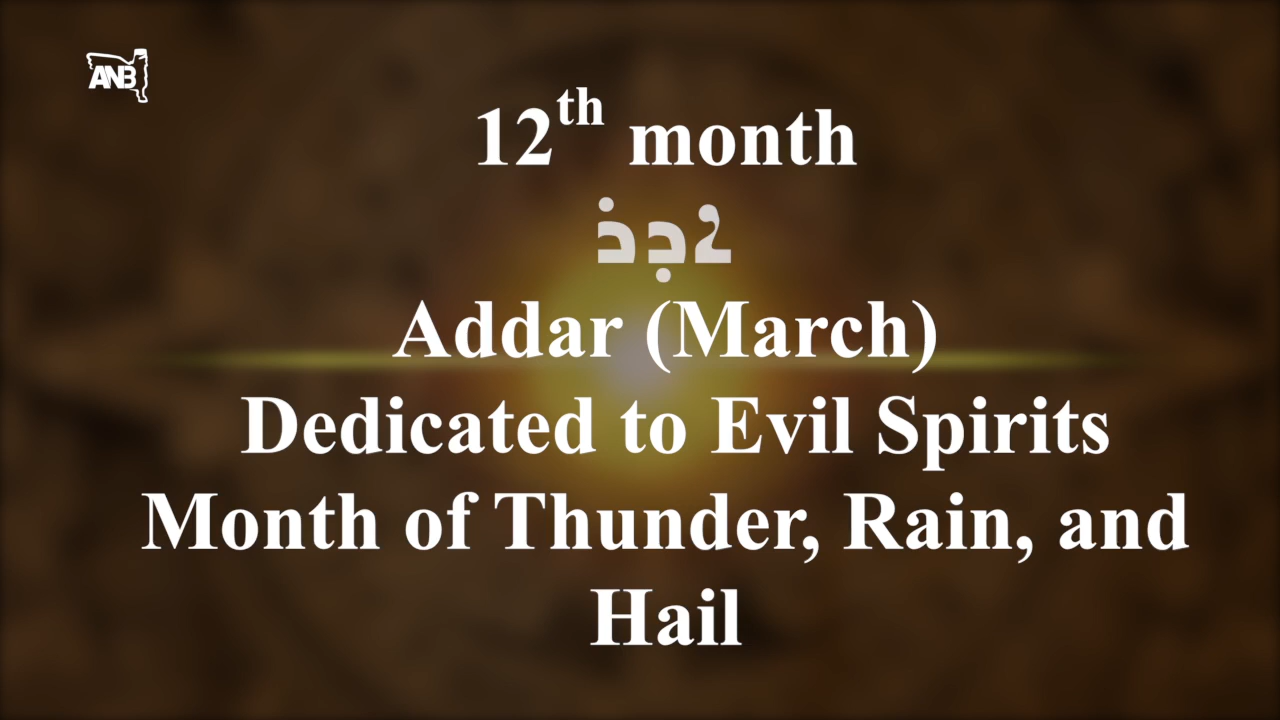 ANB
12th month
ܐܕܪ
Addar (March)
Dedicated to Evil Spirits
Month of Thunder, Rain, and
Hail